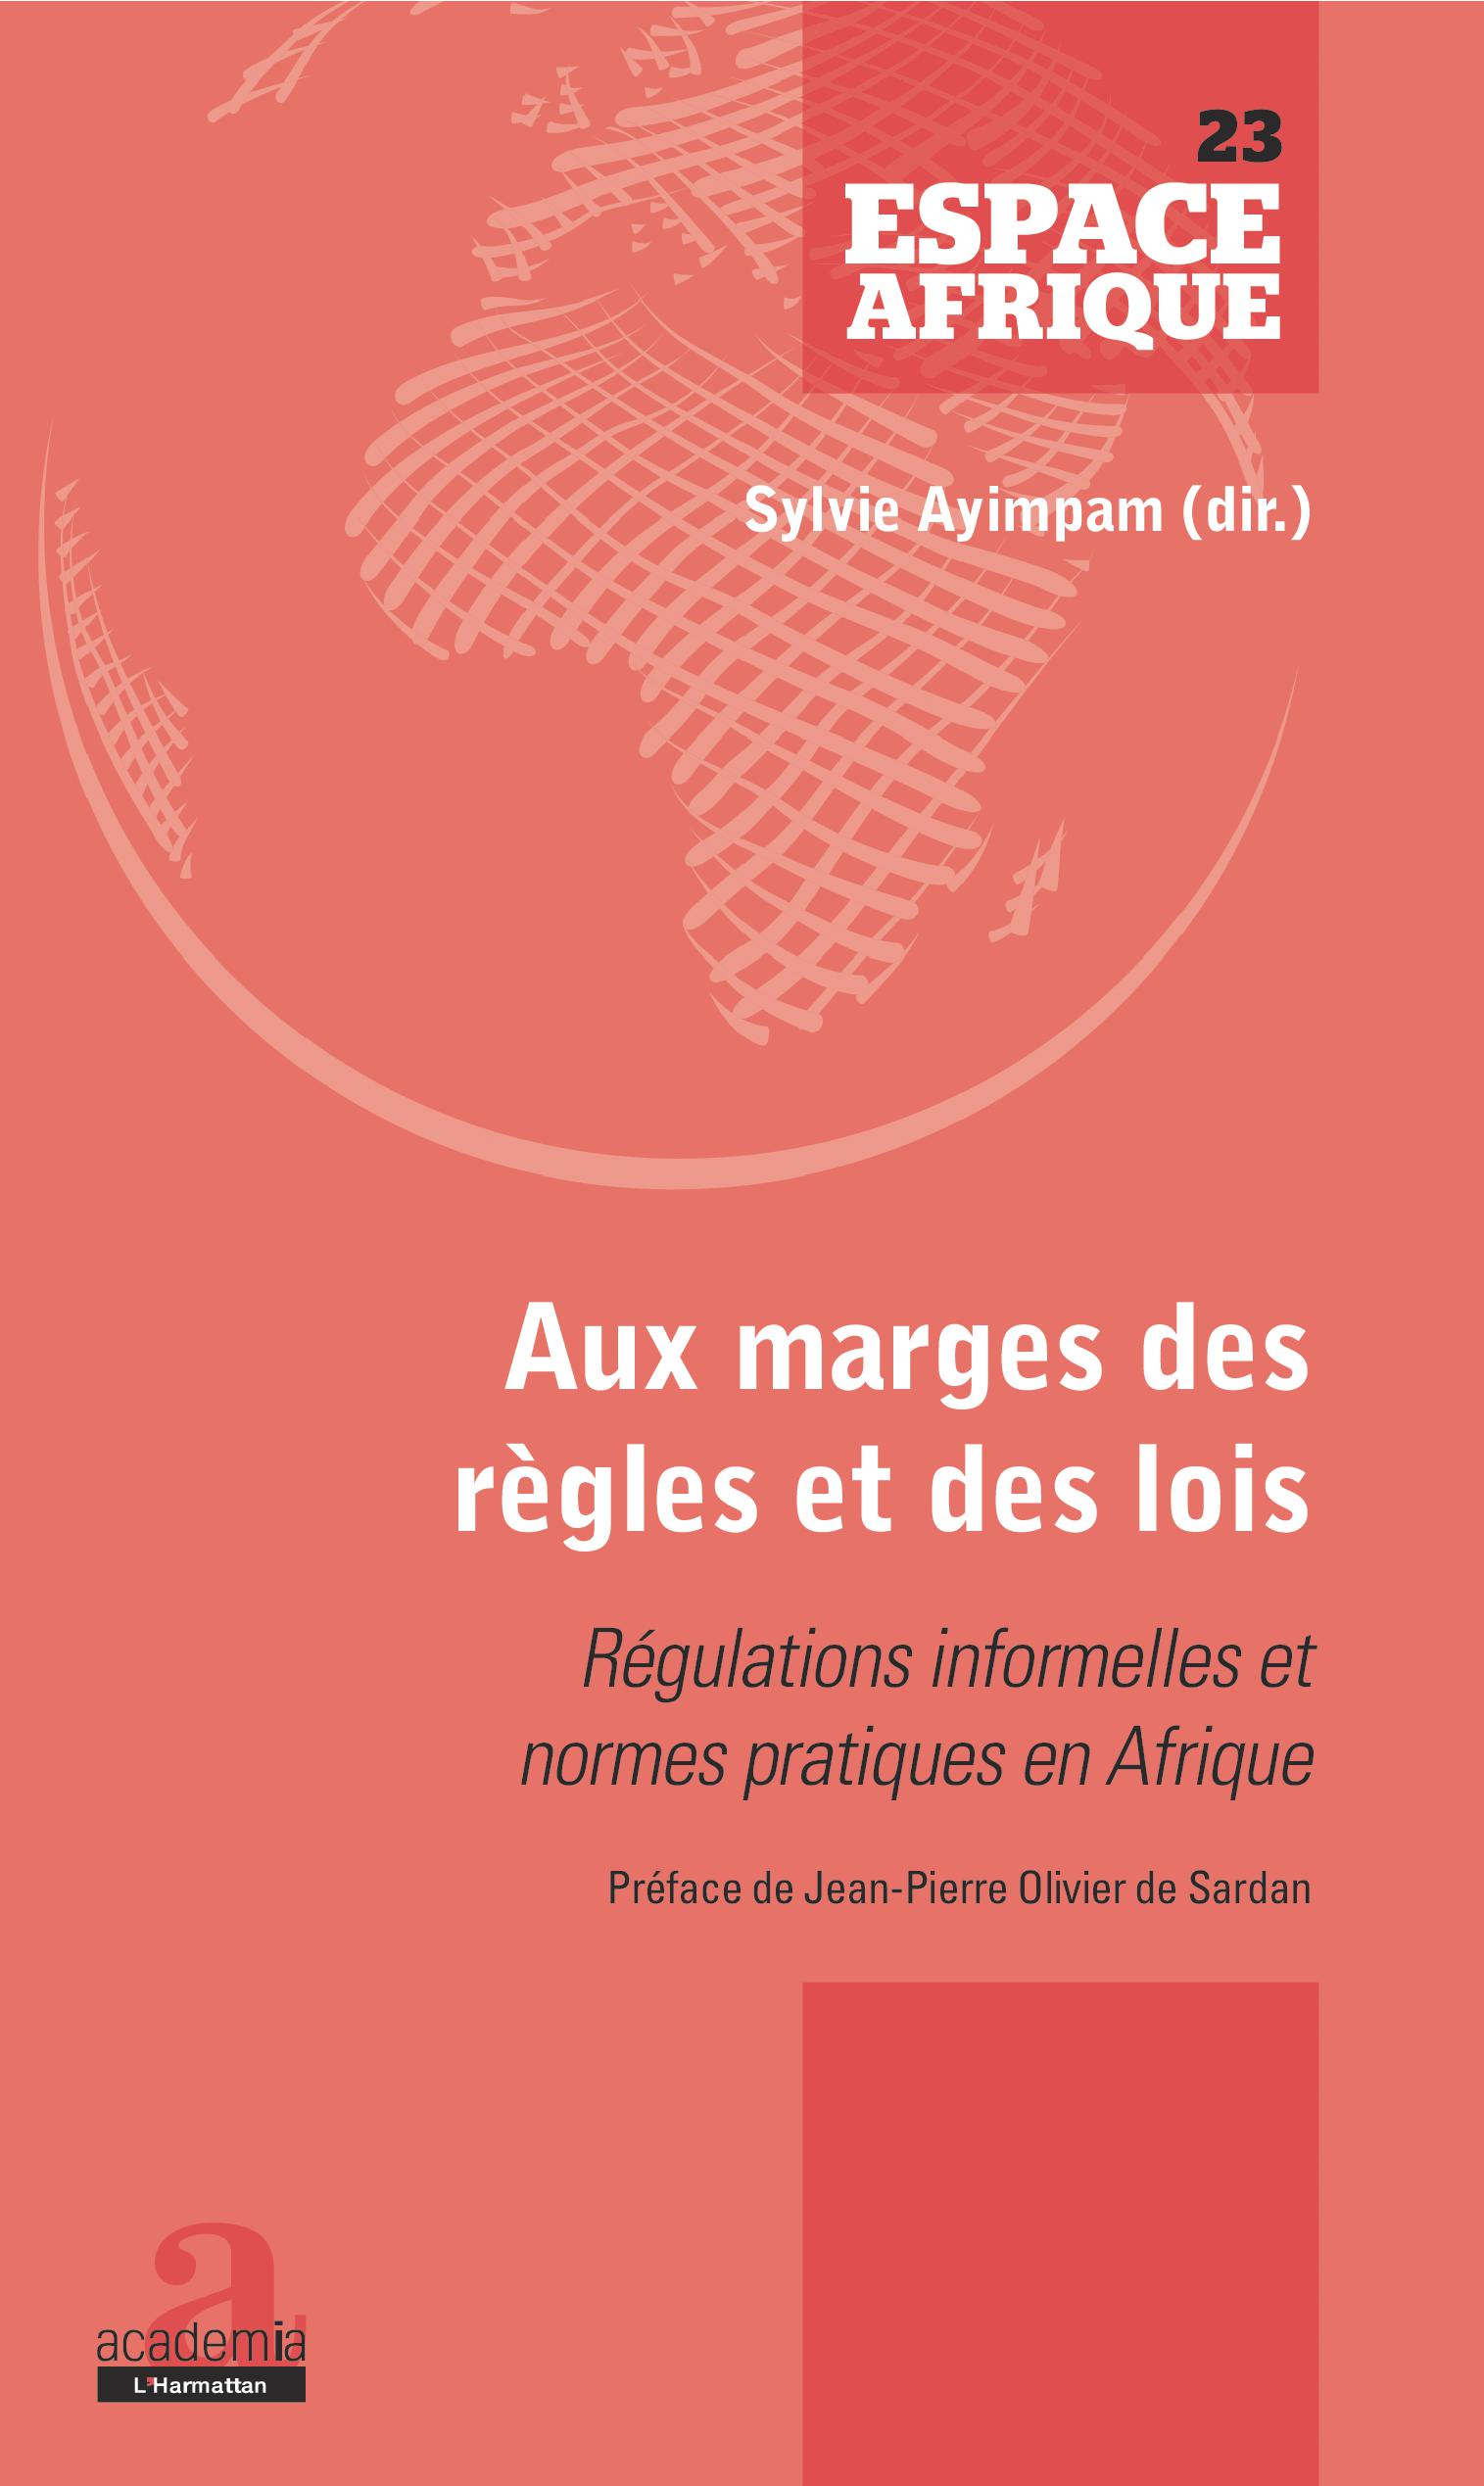 23
ESPACE
AFRIQUE
Sylvie Ayimpam (dir.)
Aux marges des
règles et des lois
Régulations informelles et
normes pratiques en Afrique
Préface de Jean-Pierre Olivier de Sardan
a
academia
L'Harmattan